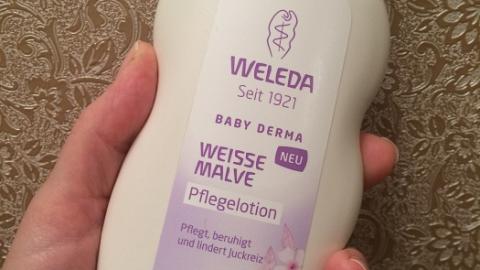 WELEDA
Seit 1921
BABY DERMA
WEISSE
MALVE
NEU
Pflegelotion
Pflegt, beruhigt
und lindert Juckreiz